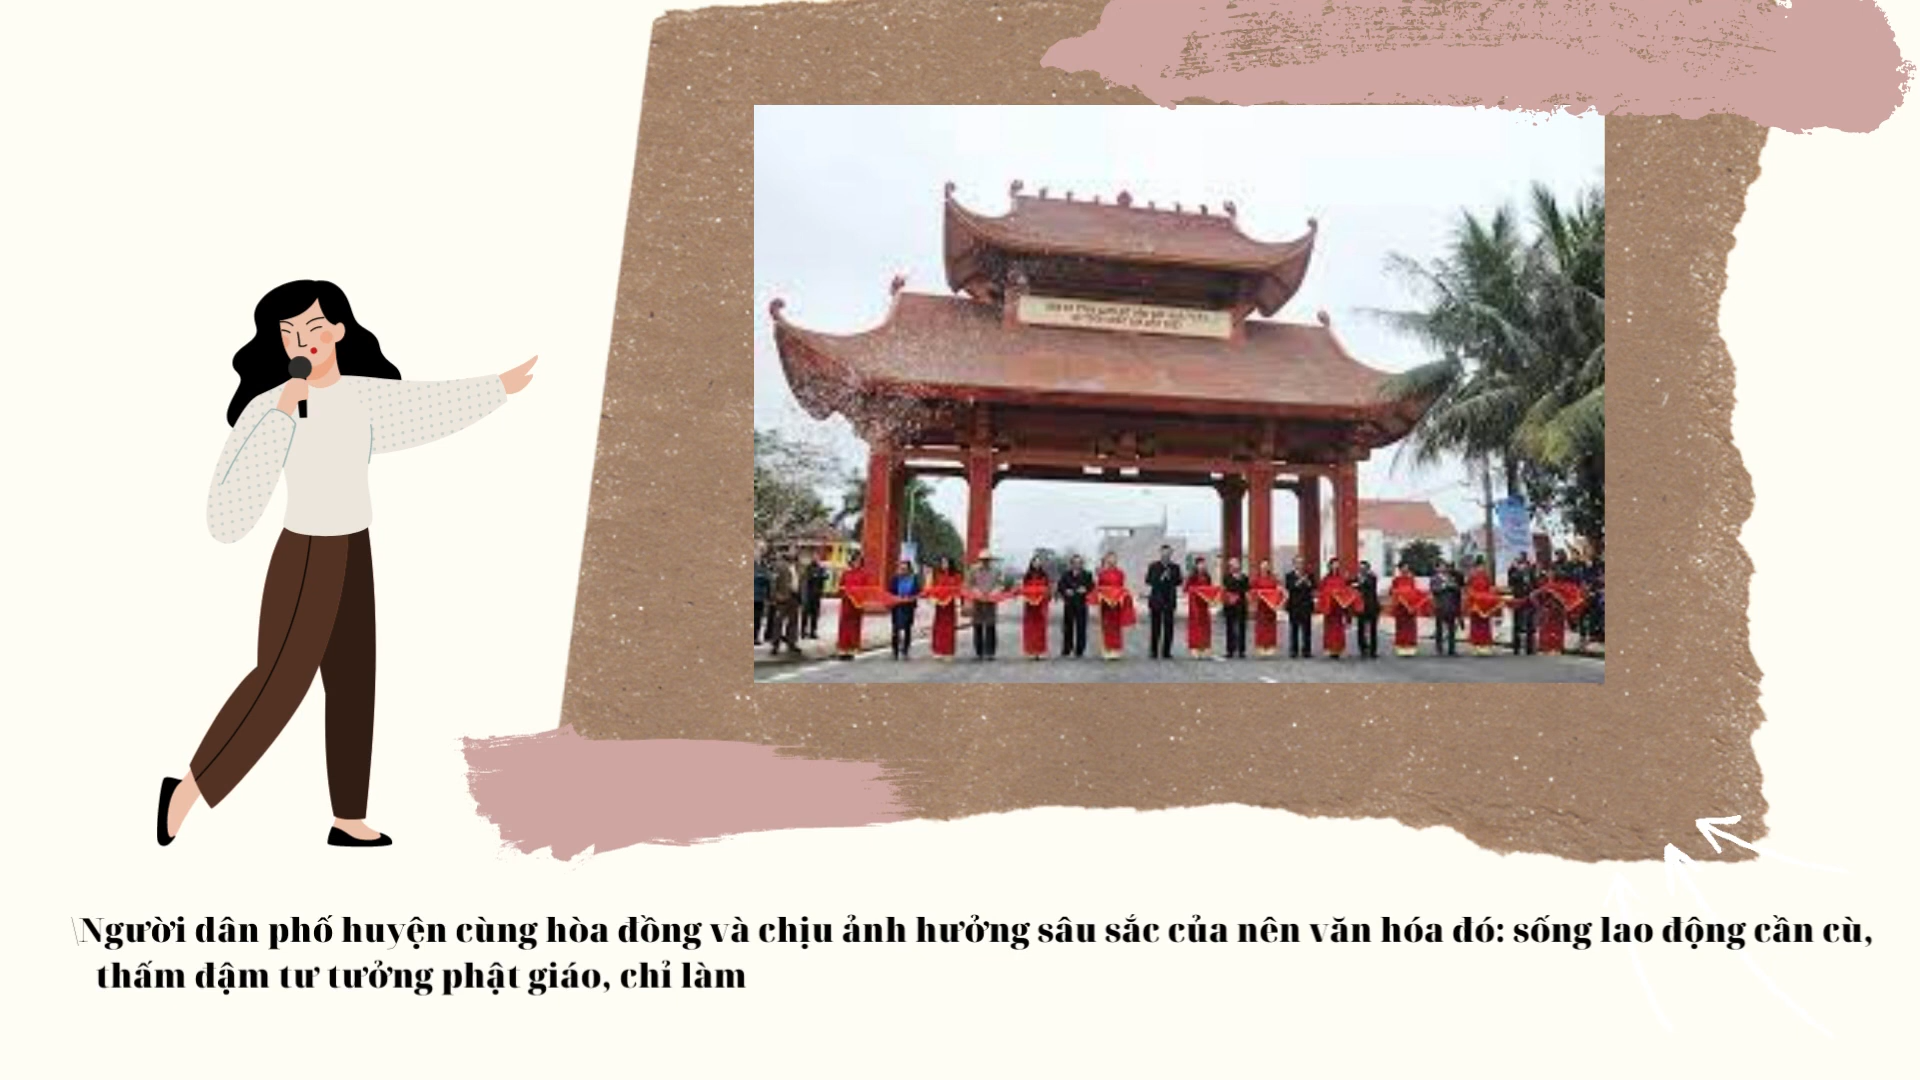 \Người dân phố huyện cùng hòa đồng và chịu ảnh hưởng sâu sắc của nên văn hóa đó: sống lao động cần cù,
thấm đậm tư tưởng phật giáo, chỉ làm